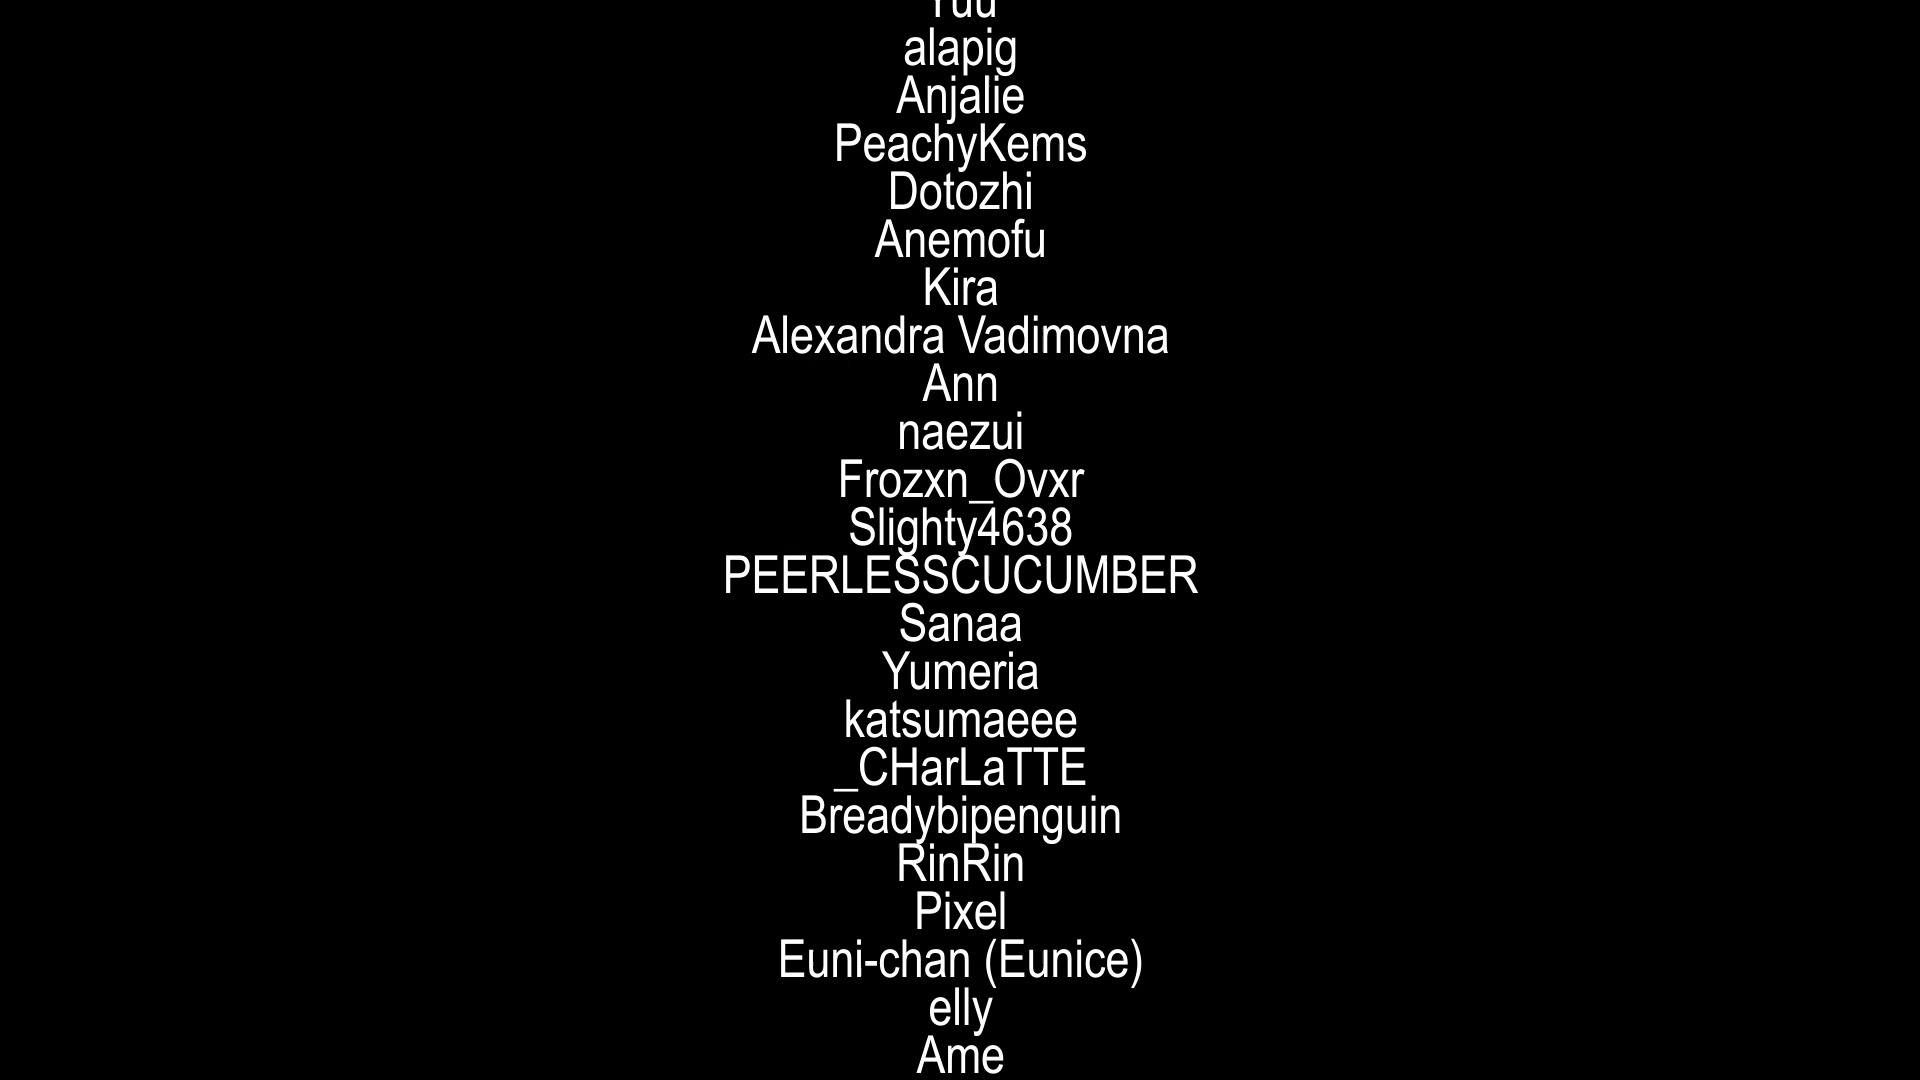 Yuu
alapig
Anjalie
PeachyKems
Dotozhi
Anemofu
Kira
Alexandra Vadimovna
Ann
naezui
Frozxn_Ovxr
Slighty4638
PEERLESSCUCUMBER
Sanaa
Yumeria
katsumaeee
_CHarLaTTE
Breadybipenguin
RinRin
Pixel
Euni-chan (Eunice)
elly
Ame